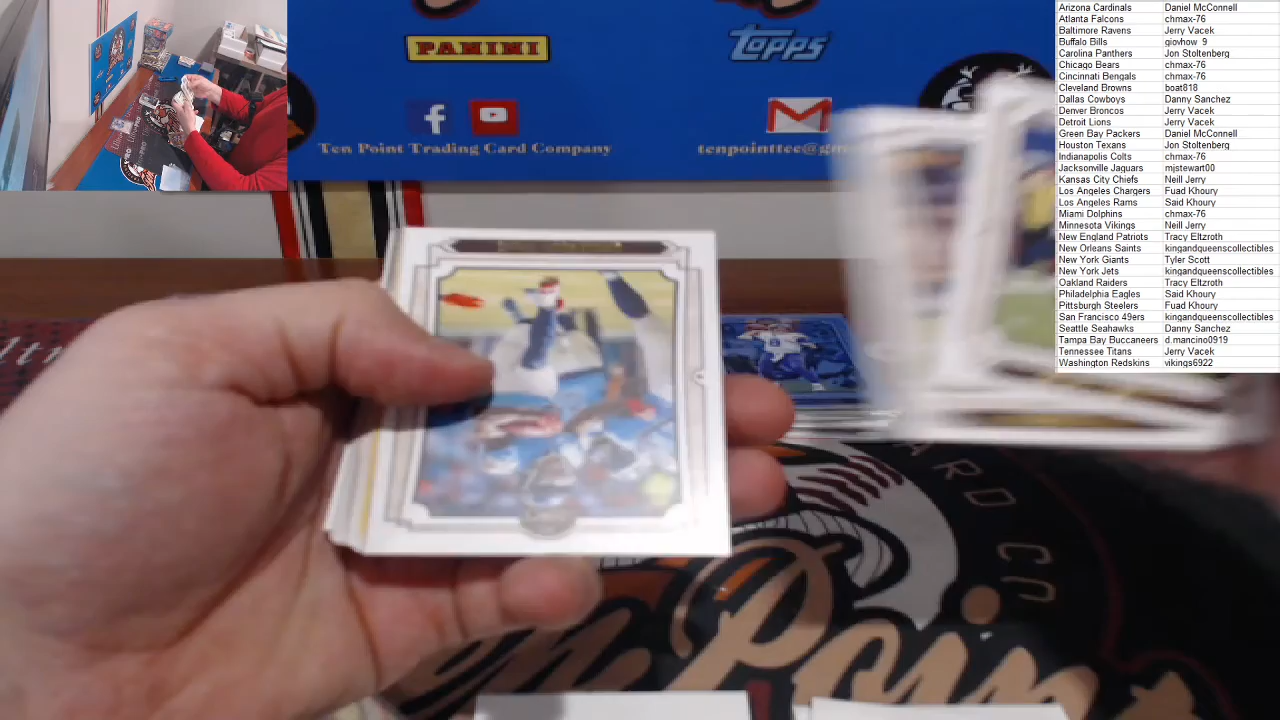 PANINI
Topps
Ten Point Trading Card Company
ARD CO
Poin
Arizona Cardinals Daniel McConnell
Atlanta Falcons chmax-76
Baltimore Ravens Jerry Vacek
Buffalo Bills giovhow_9
Carolina Panthers Jon Stoltenberg
Chicago Bears chmax-76
Cincinnati Bengals chmax-76
Cleveland Browns boat818
Dallas Cowboys Danny Sanchez
Denver Broncos Jerry Vacek
Detroit Lions Jerry Vacek
Green Bay Packers Daniel McConnell
Houston Texans Jon Stoltenberg
Indianapolis Colts chmax-76
Jacksonville Jaguars mjstewart00
Kansas City Chiefs Neill Jerry
Los Angeles Chargers Fuad Khoury
Los Angeles Rams Said Khoury
Miami Dolphins chmax-76
Minnesota Vikings Neill Jerry
New England Patriots Tracy Eltzroth
New Orleans Saints kingandqueenscollectibles
New York Giants Tyler Scott
New York Jets kingandqueenscollectibles
Oakland Raiders Tracy Eltzroth
Philadelphia Eagles Said Khoury
Pittsburgh Steelers Fuad Khoury
San Francisco 49ers kingandqueenscollectibles
Seattle Seahawks Danny Sanchez
Tampa Bay Buccaneers d.mancino0919
Tennessee Titans Jerry Vacek
Washington Redskins vikings6922